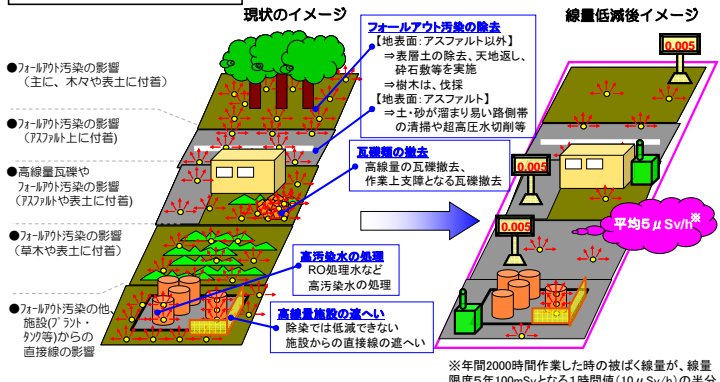 現状のイメージ
線量低減後イメージ
●フォールアウト汚染の影響
（主に、木々や表土に付着）
●フォールアウト汚染の影響
（アスファルト上に付着）
●高線量瓦礫や
フォールアウト汚染の影響
（アスファルトや表土に付着）
●フォールアウト汚染の影響
（草木や表土に付着）
●フォールアウト汚染の他、
施設（プラント・
タンク等）からの
直接線の影響
フォールアウト汚染の除去
【地表面：アスファルト以外】
⇒表層土の除去、天地返し、
砕石敷等を実施
⇒樹木は、伐採
【地表面：アスファルト】
⇒土・砂が溜まり易い路側帯
の清掃や超高圧水切削等
瓦礫類の撤去
高線量の瓦礫撤去、
作業上支障となる瓦礫撤去
高汚染水の処理
RO処理水など
高汚染水の処理
高線量施設の遮へい
除染では低減できない
施設からの直接線の遮へい
0.005
0.005
0.005
平均5μSv/h※
※年間2000時間作業した時の被ばく線量が、線量
限度5年100mSvとなる1時間値（10μSv/h）の半分